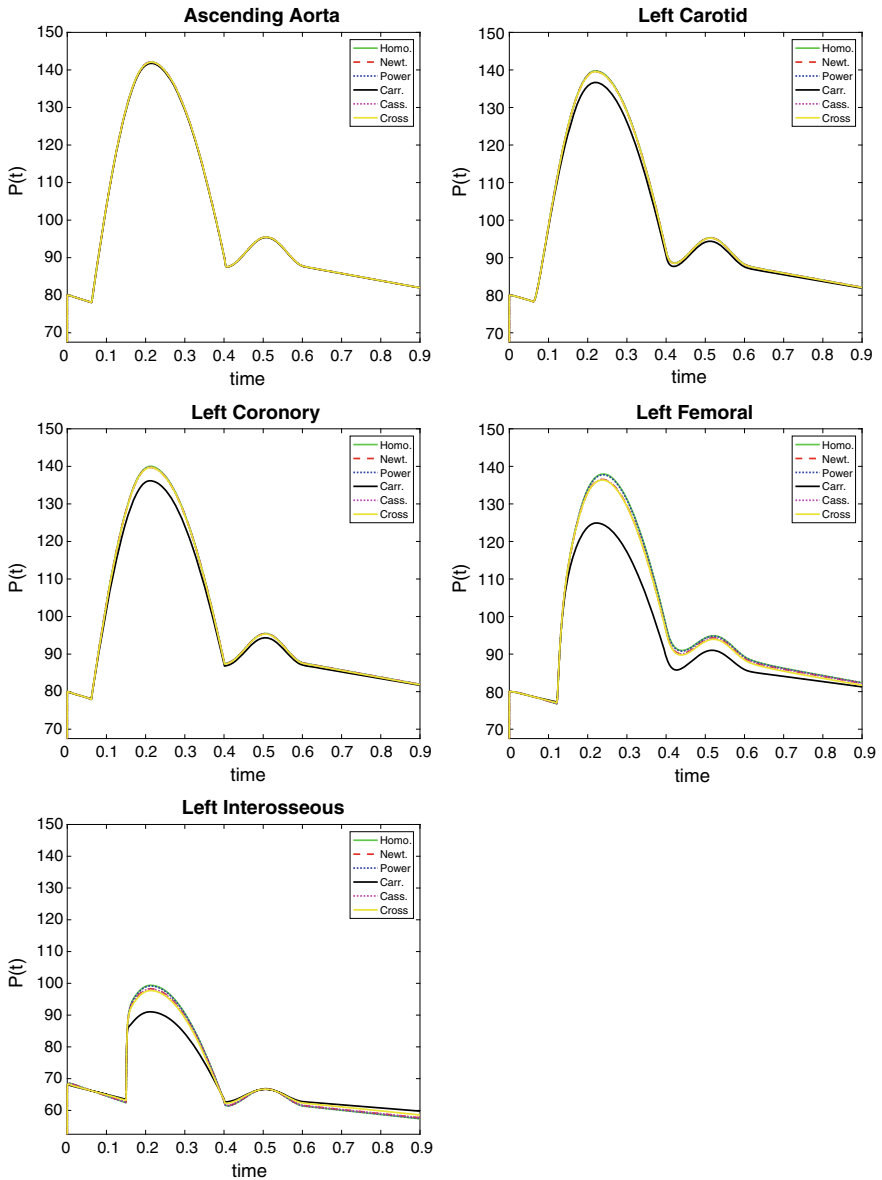 Ascending Aorta
150
140
130
120
110
100
90
80
70
P(t)
0 0.1 0.2 0.3 0.4 0.5 0.6 0.7 0.8 0.9
time
Homo.
Newt.
Power
Carr.
Cass.
Cross
Left Carotid
150
140
130
120
110
100
90
80
70
P(t)
0 0.1 0.2 0.3 0.4 0.5 0.6 0.7 0.8 0.9
time
Homo.
Newt.
Power
Carr.
Cass.
Cross
Left Coronory
150
140
130
120
110
100
90
80
70
P(t)
0 0.1 0.2 0.3 0.4 0.5 0.6 0.7 0.8 0.9
time
Homo.
Newt.
Power
Carr.
Cass.
Cross
Left Femoral
150
140
130
120
110
100
90
80
70
P(t)
0 0.1 0.2 0.3 0.4 0.5 0.6 0.7 0.8 0.9
time
Homo.
Newt.
Power
Carr.
Cass.
Cross
Left Interosseous
150
140
130
120
110
100
90
80
70
60
P(t)
0 0.1 0.2 0.3 0.4 0.5 0.6 0.7 0.8 0.9
time
Homo.
Newt.
Power
Carr.
Cass.
Cross